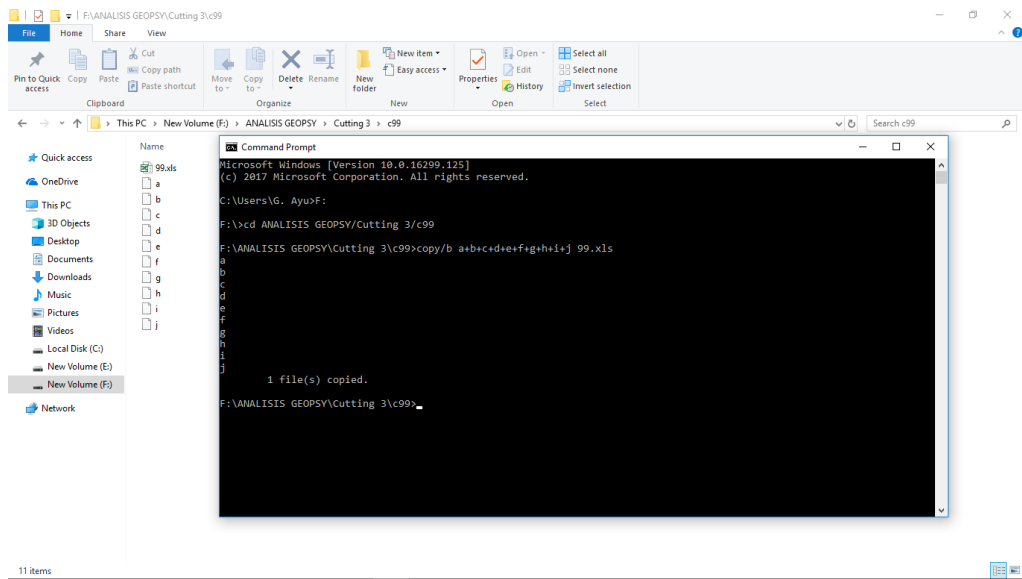 F:\ANALISIS GEOPSY\Cutting 3\c99
File Home Share View
Pin to Quick access
Copy
Paste
Cut
Copy path
Paste shortcut
Clipboard
Move to
Copy to
Delete
Rename
Organize
New folder
New item
Easy access
New
Properties
Open
Edit
History
Open
Select all
Select none
Invert selection
Select
This PC > New Volume (F:) > ANALISIS GEOPSY > Cutting 3 > c99
Search c99
Quick access
OneDrive
This PC
3D Objects
Desktop
Documents
Downloads
Music
Pictures
Videos
Local Disk (C:)
New Volume (E:)
New Volume (F:)
Network
Name
99.xls
a
b
c
d
e
f
g
h
i
j
Command Prompt
Microsoft Windows [Version 10.0.16299.125]
(c) 2017 Microsoft Corporation. All rights reserved.
C:\Users\G. Ayu>F:
F:\>cd ANALISIS GEOPSY/Cutting 3/c99
F:\ANALISIS GEOPSY\Cutting 3\c99>copy/b a+b+c+d+e+f+g+h+i+j 99.xls
a
b
c
d
e
f
g
h
i
j
1 file(s) copied.
F:\ANALISIS GEOPSY\Cutting 3\c99>
11 items